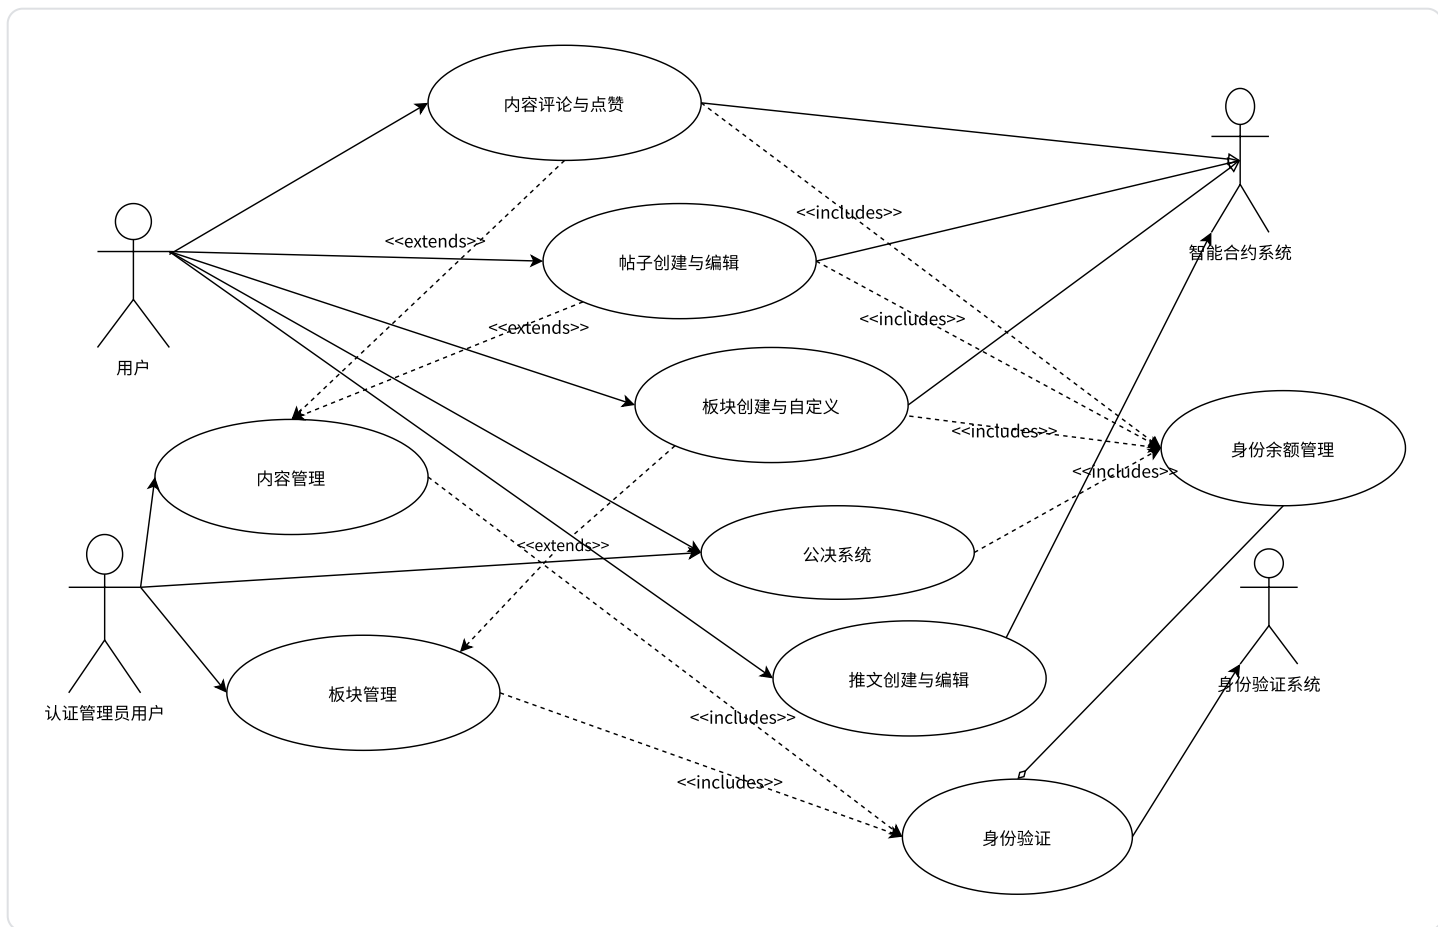 内容评论与点赞
<<includes>>
<<extends>>
智能合约系统
帖子创建与编辑
<<includes>>
<<extends>>
用户
板块创建与自定义
<<includes>>
身份余额管理
<<includes>>
内容管理
<<extends>>
公决系统
推文创建与编辑
身份验证系统
板块管理
认证管理员用户
<<includes>>
<<includes>>
身份验证